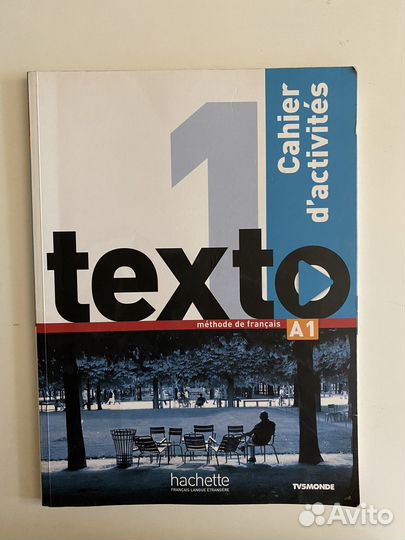 1
Cahier
d'activités
texto
méthode de français
A1
hachette
FRANÇAIS LANGUE ÉTRANGÈRE
TV5MONDE
Avito